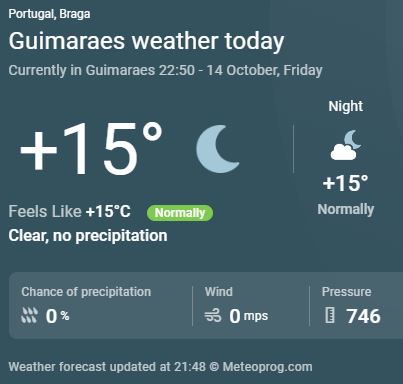 Portugal, Braga
Guimaraes weather today
Currently in Guimaraes 22:50 - 14 October, Friday
Night
+15°
+15°
Feels Like +15°C Normally
Normally
Clear, no precipitation
Chance of precipitation
0 %
Wind
0 mps
Pressure
746
Weather forecast updated at 21:48 © Meteoprog.com